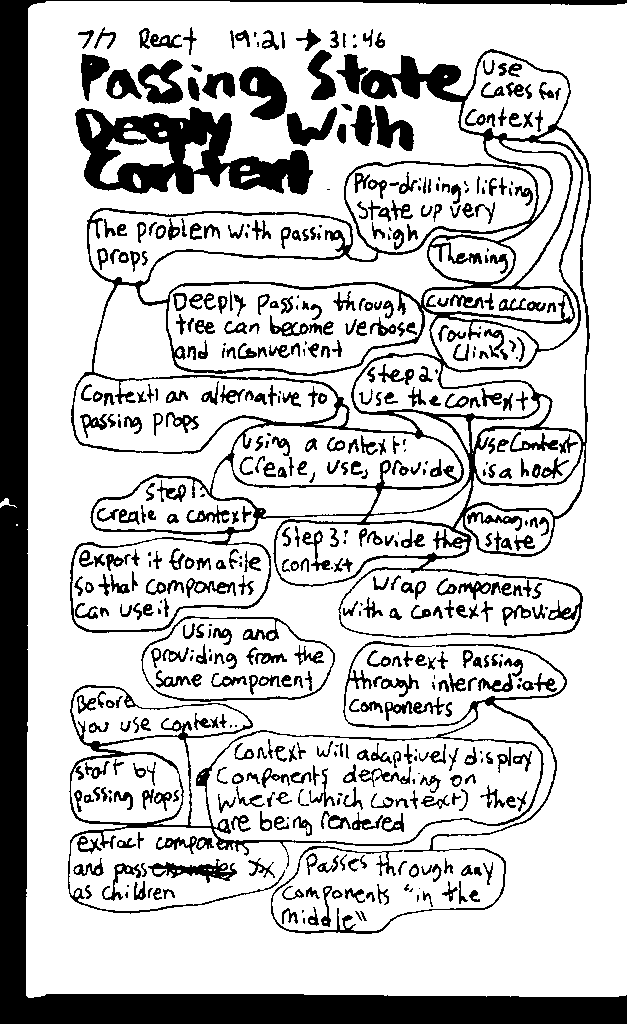 7/7 React 19:21 → 31:46
Passing State
Deeply with
Context
Use
cases for
Context
Prop-drilling: lifting
state up very
high
The problem with passing
props
Theming
Deeply passing through
tree can become verbose
and inconvenient
current account
routing
(links?)
Context: an alternative to
passing props
Step 2:
Use the context
Using a context:
Create, use, provide
useContext
is a hook
Step 1:
Create a context
managing
state
Step 3: Provide the
context
export it from a file
so that components
can use it
Wrap components
with a context provider
Using and
providing from the
same component
Context passing
through intermediate
components
Before
you use context...
start by
passing props
Context will adaptively display
components depending on
where (which context) they
are being rendered
extract components
and pass JSX
as children
Passes through any
components "in the
middle"